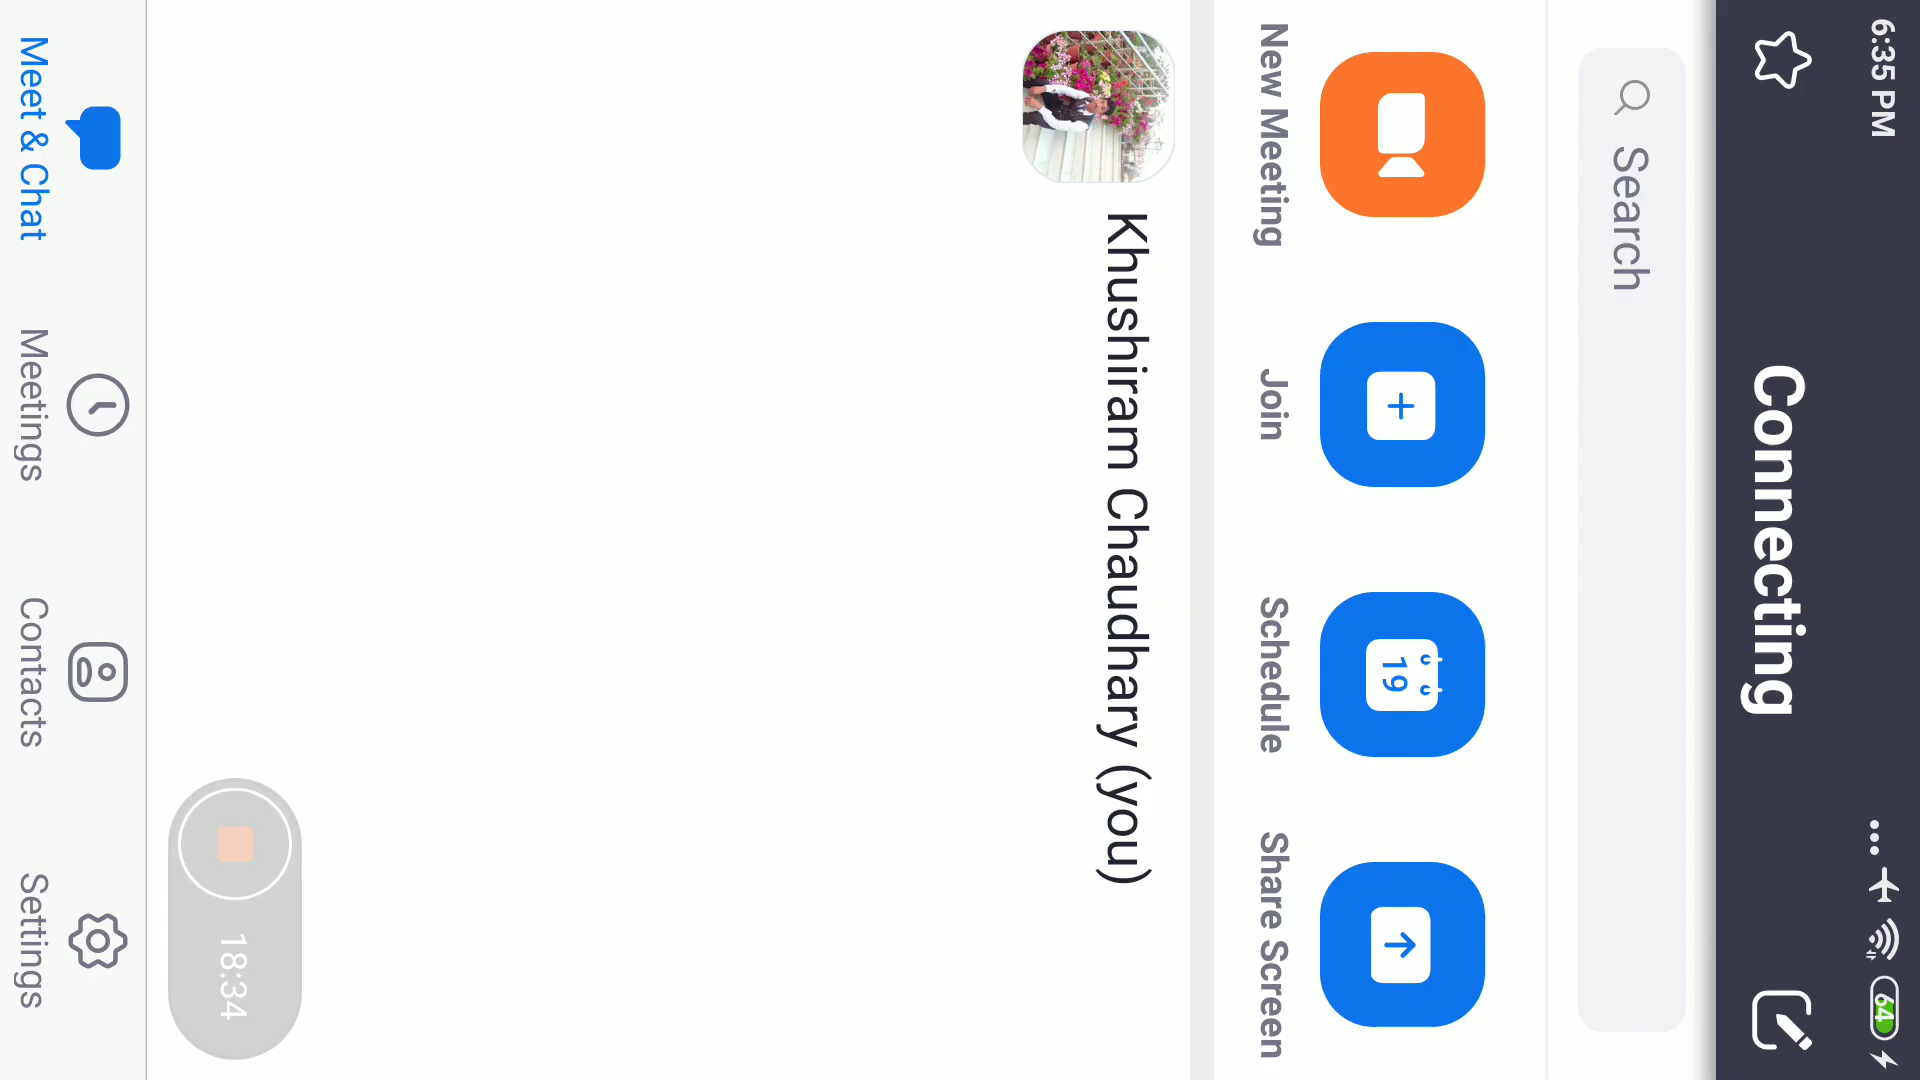 6:35 PM
64
Connecting
Search
19
New Meeting
Join
Schedule
Share Screen
Khushiram Chaudhary (you)
18:34
Meet & Chat
Meetings
Contacts
Settings